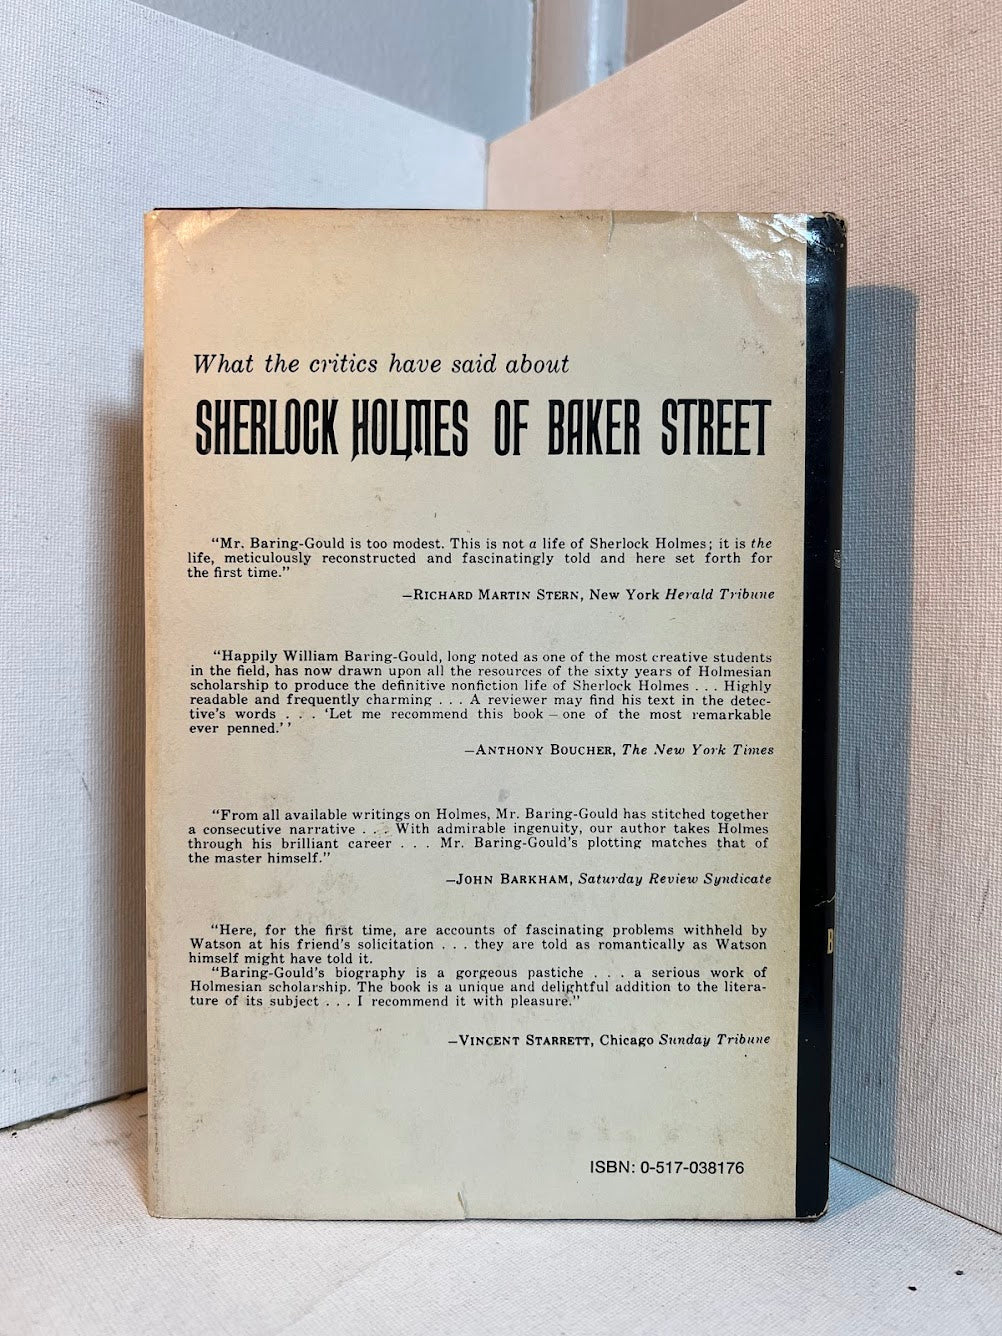 What the critics have said about
SHERLOCK HOLMES OF BAKER STREET
“Mr. Baring-Gould is too modest. This is not a life of Sherlock Holmes; it is the
life, meticulously reconstructed and fascinatingly told and here set forth for
the first time.”
—RICHARD MARTIN STERN, New York Herald Tribune
“Happily William Baring-Gould, long noted as one of the most creative students
in the field, has now drawn upon all the resources of the sixty years of Holmesian
scholarship to produce the definitive nonfiction life of Sherlock Holmes . . . Highly
readable and frequently charming . . . A reviewer may find his text in the detec-
tive’s words . . . ‘Let me recommend this book – one of the most remarkable
ever penned.’ ’
—ANTHONY BOUCHER, The New York Times
“From all available writings on Holmes, Mr. Baring-Gould has stitched together
a consecutive narrative . . . With admirable ingenuity, our author takes Holmes
through his brilliant career . . . Mr. Baring-Gould’s plotting matches that of
the master himself.”
—JOHN BARKHAM, Saturday Review Syndicate
“Here, for the first time, are accounts of fascinating problems withheld by
Watson at his friend’s solicitation . . . they are told as romantically as Watson
himself might have told it.
“Baring-Gould’s biography is a gorgeous pastiche . . . a serious work of
Holmesian scholarship. The book is a unique and delightful addition to the litera-
ture of its subject . . . I recommend it with pleasure.”
—VINCENT STARRETT, Chicago Sunday Tribune
ISBN: 0-517-038176